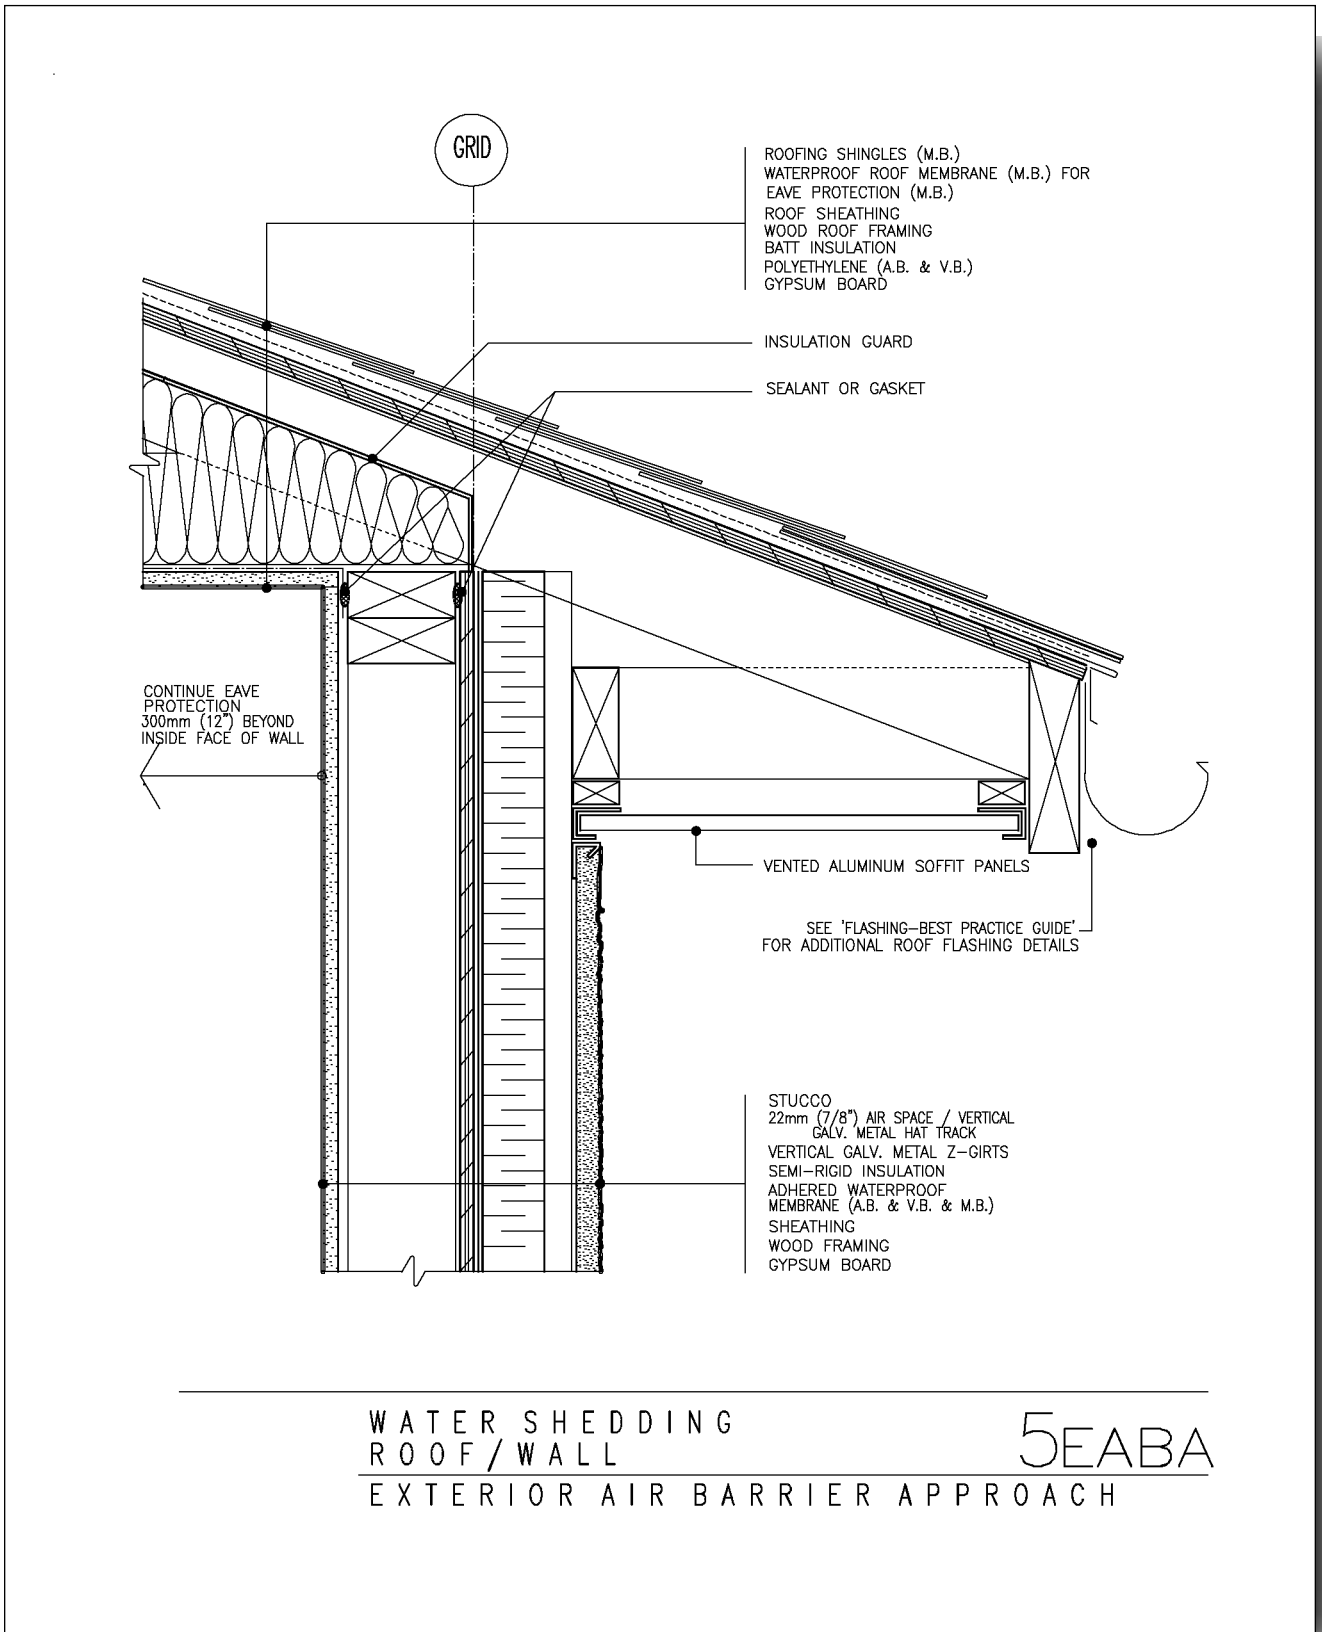 GRID
ROOFING SHINGLES (M.B.)
WATERPROOF ROOF MEMBRANE (M.B.) FOR
EAVE PROTECTION (M.B.)
ROOF SHEATHING
WOOD ROOF FRAMING
BATT INSULATION
POLYETHYLENE (A.B. & V.B.)
GYPSUM BOARD
INSULATION GUARD
SEALANT OR GASKET
CONTINUE EAVE
PROTECTION
300mm (12") BEYOND
INSIDE FACE OF WALL
VENTED ALUMINUM SOFFIT PANELS
SEE 'FLASHING-BEST PRACTICE GUIDE'
FOR ADDITIONAL ROOF FLASHING DETAILS
STUCCO
22mm (7/8") AIR SPACE / VERTICAL
GALV. METAL HAT TRACK
VERTICAL GALV. METAL Z-GIRTS
SEMI-RIGID INSULATION
ADHERED WATERPROOF
MEMBRANE (A.B. & V.B. & M.B.)
SHEATHING
WOOD FRAMING
GYPSUM BOARD
WATER SHEDDING
ROOF/WALL
5EABA
EXTERIOR AIR BARRIER APPROACH